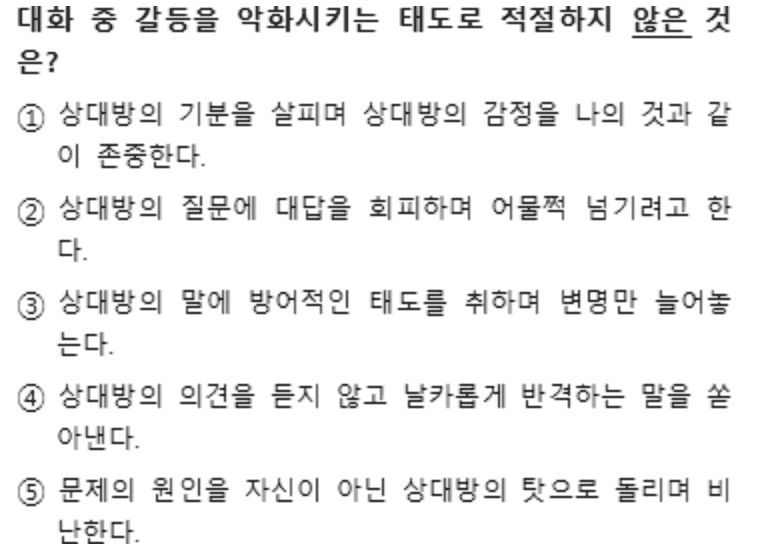 대화 중 갈등을 악화시키는 태도로 적절하지 않은 것
은?
① 상대방의 기분을 살피며 상대방의 감정을 나의 것과 같
이 존중한다.
② 상대방의 질문에 대답을 회피하며 어물쩍 넘기려고 한
다.
③ 상대방의 말에 방어적인 태도를 취하며 변명만 늘어놓
는다.
④ 상대방의 의견을 듣지 않고 날카롭게 반격하는 말을 쏟
아낸다.
⑤ 문제의 원인을 자신이 아닌 상대방의 탓으로 돌리며 비
난한다.